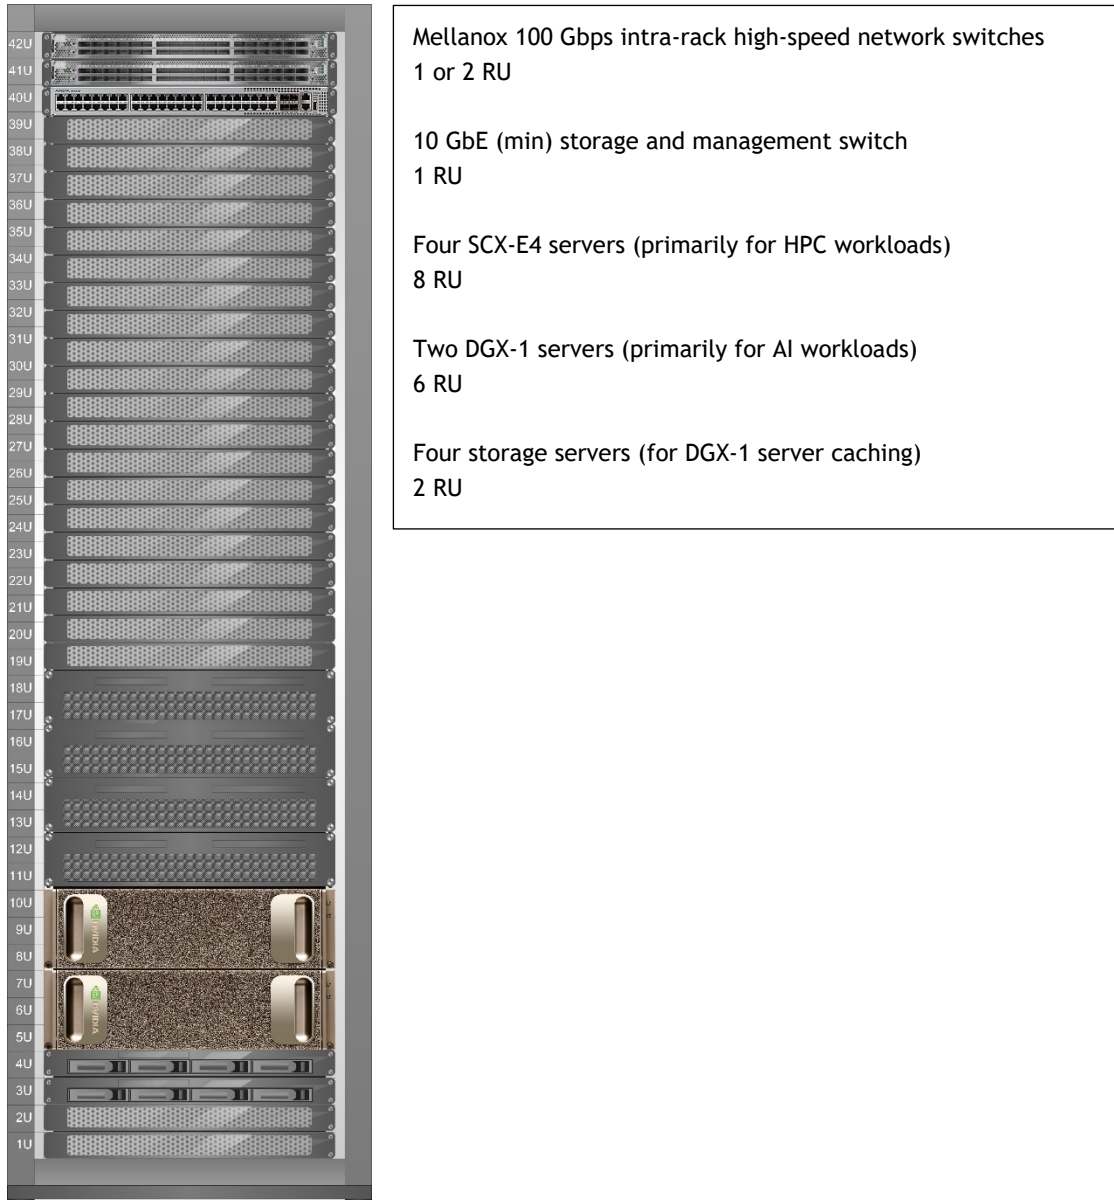 42U
41U
40U
39U
38U
37U
36U
35U
34U
33U
32U
31U
30U
29U
28U
27U
26U
25U
24U
23U
22U
21U
20U
19U
18U
17U
16U
15U
14U
13U
12U
11U
10U
9U
8U
7U
6U
5U
4U
3U
2U
1U
NVIDIA
NVIDIA
Mellanox 100 Gbps intra-rack high-speed network switches
1 or 2 RU
10 GbE (min) storage and management switch
1 RU
Four SCX-E4 servers (primarily for HPC workloads)
8 RU
Two DGX-1 servers (primarily for AI workloads)
6 RU
Four storage servers (for DGX-1 server caching)
2 RU